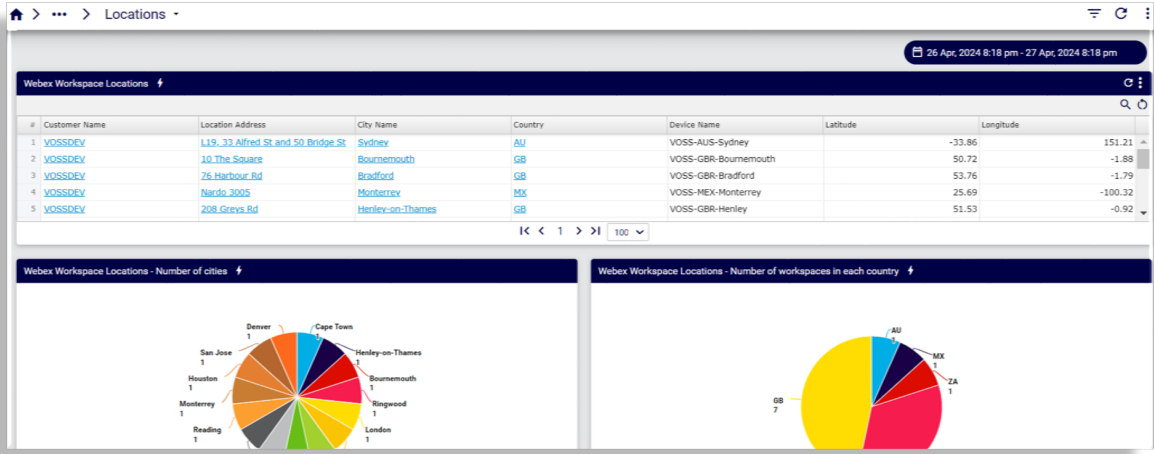 Locations
26 Apr, 2024 8:18 pm - 27 Apr, 2024 8:18 pm
Webex Workspace Locations
# Customer Name Location Address City Name Country Device Name Latitude Longitude
1 VOSSDEV L19, 33 Alfred St and 50 Bridge St Sydney AU VOSS-AUS-Sydney -33.86 151.21
2 VOSSDEV 10 The Square Bournemouth GB VOSS-GBR-Bournemouth 50.72 -1.88
3 VOSSDEV 76 Harbour Rd Bradford GB VOSS-GBR-Bradford 53.76 -1.79
4 VOSSDEV Nardo 3005 Monterrey MX VOSS-MEX-Monterrey 25.69 -100.32
5 VOSSDEV 208 Greys Rd Henley-on-Thames GB VOSS-GBR-Henley 51.53 -0.92
1 100
Webex Workspace Locations - Number of cities
Denver
1
Cape Town
1
San Jose
1
Henley-on-Thames
1
Houston
1
Bournemouth
1
Monterrey
1
Ringwood
1
Reading
1
London
1
Webex Workspace Locations - Number of workspaces in each country
AU
1
MX
1
ZA
1
GB
7